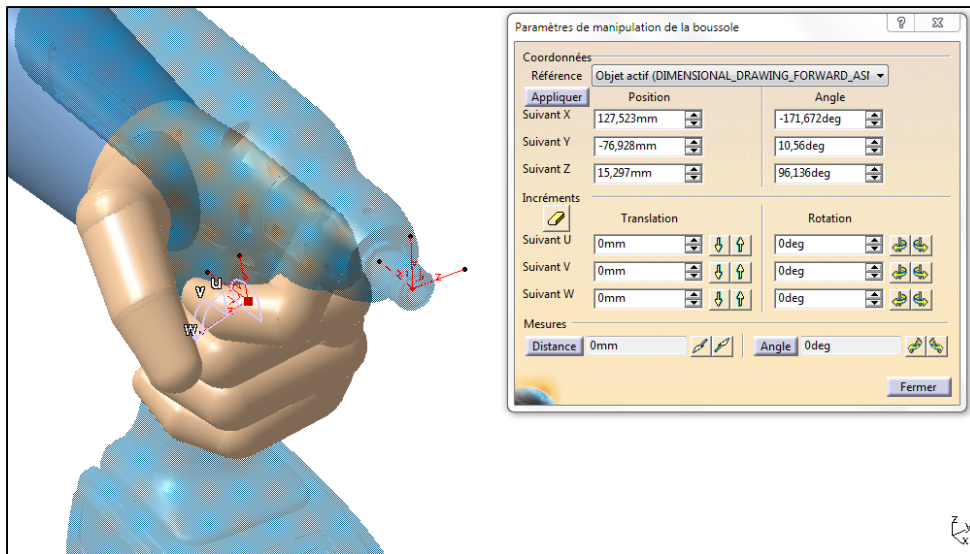 Paramètres de manipulation de la boussole
Coordonnées
Référence Objet actif (DIMENSIONAL_DRAWING_FORWARD_ASI
Appliquer Position Angle
Suivant X 127,523mm -171,672deg
Suivant Y -76,928mm 10,56deg
Suivant Z 15,297mm 96,136deg
Incréments
Translation Rotation
Suivant U 0mm 0deg
Suivant V 0mm 0deg
Suivant W 0mm 0deg
Mesures
Distance 0mm Angle 0deg
Fermer
u
v
w
z
z
y
x